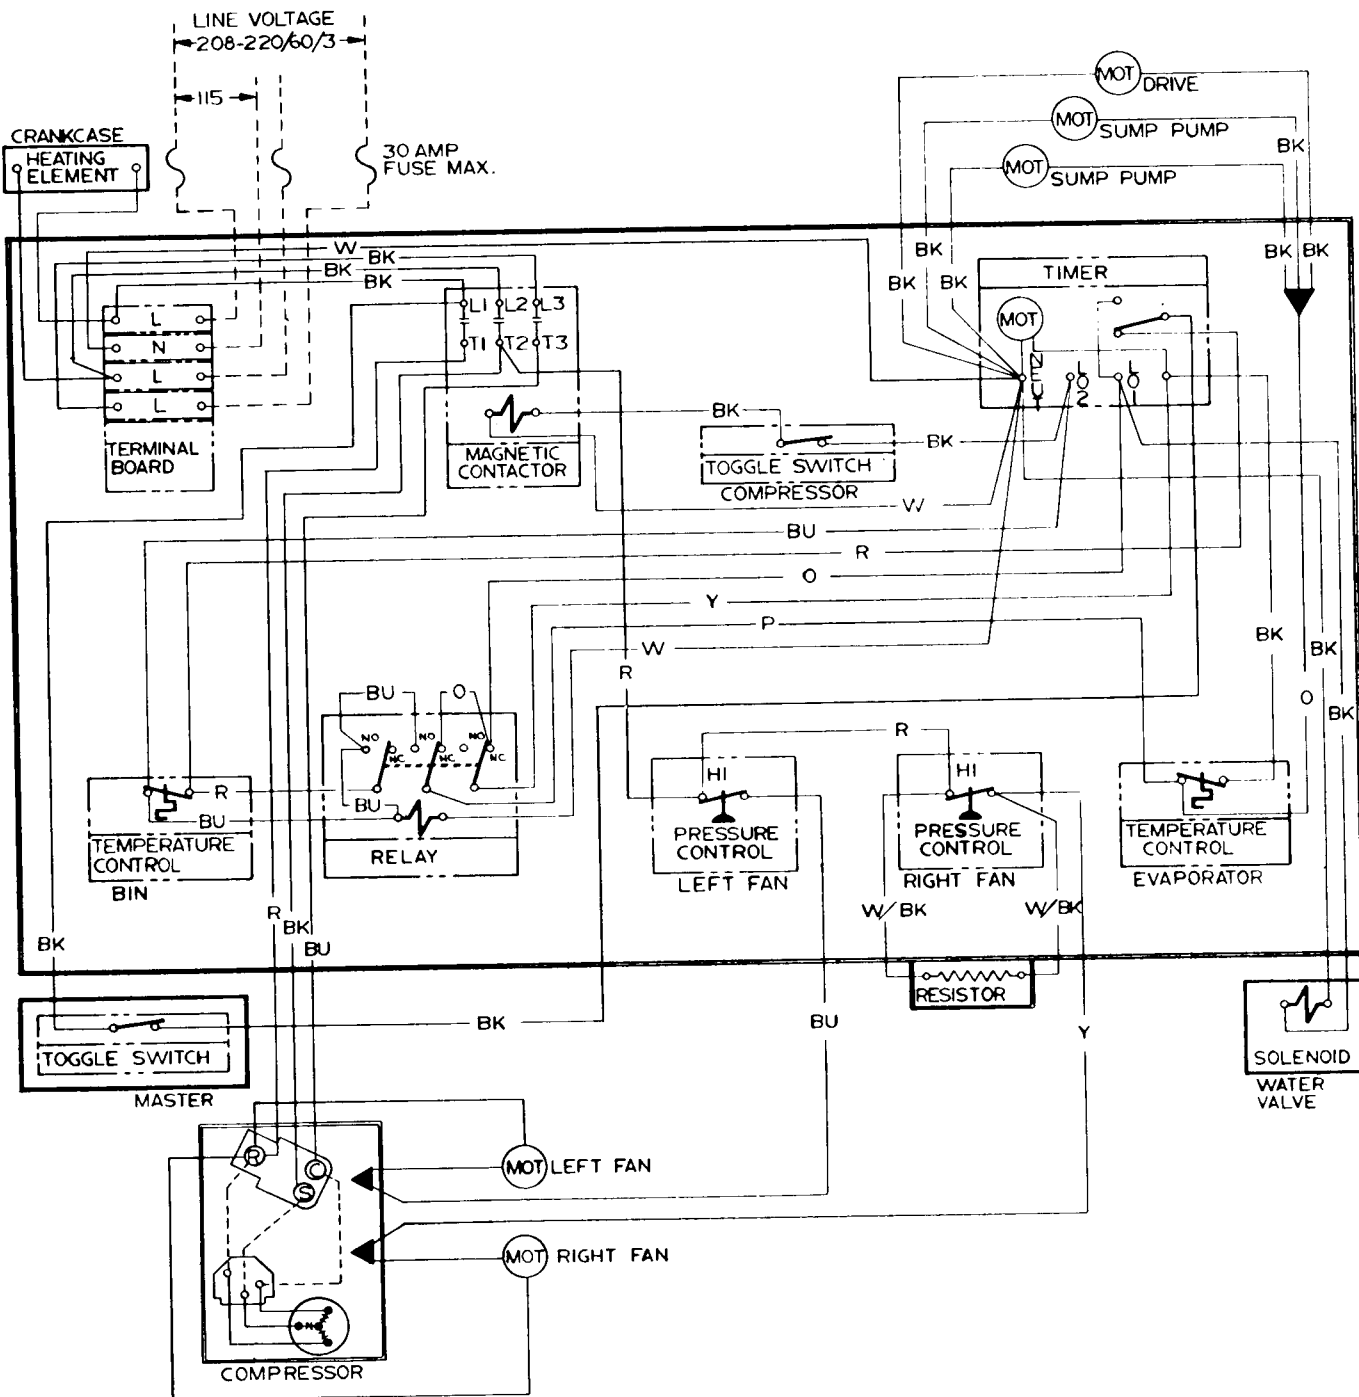 LINE VOLTAGE
208-220/60/3
115
CRANKCASE
HEATING
ELEMENT
30 AMP
FUSE MAX.
MOT DRIVE
MOT SUMP PUMP
MOT SUMP PUMP
BK
W
BK
BK
BK
BK
BK
BK
BK BK
L
N
L
L
TERMINAL
BOARD
L1 L2 L3
T1 T2 T3
MAGNETIC
CONTACTOR
TIMER
MOT
NEUT
LO2
LO1
BK
BK
TOGGLE SWITCH
COMPRESSOR
W
BU
R
O
Y
P
W
R
BK
BK
O
BK
BU
O
NO
NC
NO
NC
NO
NC
BU
RELAY
R
BU
TEMPERATURE
CONTROL
BIN
R
HI
PRESSURE
CONTROL
LEFT FAN
HI
PRESSURE
CONTROL
RIGHT FAN
TEMPERATURE
CONTROL
EVAPORATOR
W/BK
W/BK
RESISTOR
R
BK
BU
BK
TOGGLE SWITCH
MASTER
BK
BU
Y
SOLENOID
WATER
VALVE
R
C
S
MOT LEFT FAN
MOT RIGHT FAN
COMPRESSOR